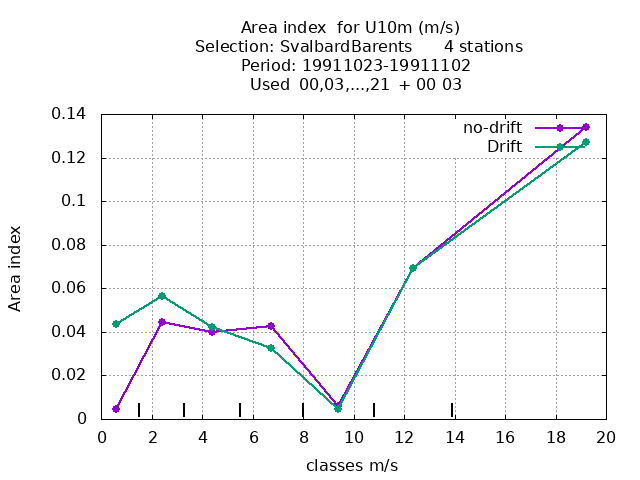 Area index  for U10m (m/s)
Selection: SvalbardBarents      4 stations
Period: 19911023-19911102
Used  00,03,...,21  + 00 03
no-drift
Drift
Area index
0.14
0.12
0.1
0.08
0.06
0.04
0.02
0
0 2 4 6 8 10 12 14 16 18 20
classes m/s